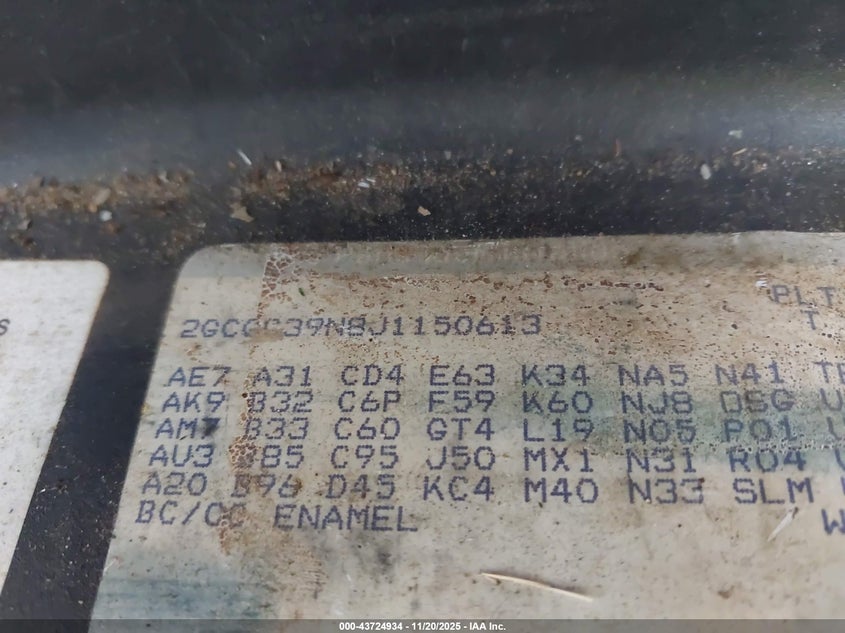 S
PLT
2GCGC39N8J1150613 T
AE7 A31 CD4 E63 K34 NA5 N41
AK9 B32 C6P F59 K60 NJ8 OSG
AM7 B33 C60 GT4 L19 N05 P01
AU3 B85 C95 J50 MX1 N31 R04
A20 B96 D45 KC4 M40 N33 SLM
BC/CC ENAMEL W
000-43724934 - 11/20/2025 - IAA Inc.